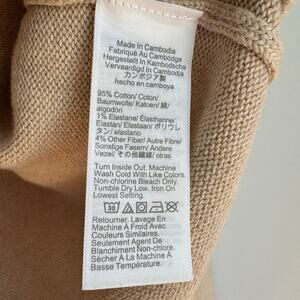 Made In Cambodia
Fabriqué Au Cambodge
Hergestellt In Kambodscha
Vervaardigd In Cambodja
カンボジア製
hecho en camboya
95% Cotton/ Coton/
Baumwolle/ Katoen/ 綿/
algodón
1% Elastane/ Élasthanne/
Elastan/ Elastaan/ ポリウレ
タン/ elastano
4% Other Fiber/ Autre Fibre/
Sonstige Fasern/ Andere
Vezel/ その他繊維/ otras
Turn Inside Out. Machine
Wash Cold With Like Colors.
Non-chlorine Bleach Only.
Tumble Dry Low. Iron On
Lowest Setting.
30
Retourner. Lavage En
Machine À Froid Avec
Couleurs Similaires.
Seulement Agent De
Blanchiment Non-chlore.
Sécher À La Machine À
Basse Température.